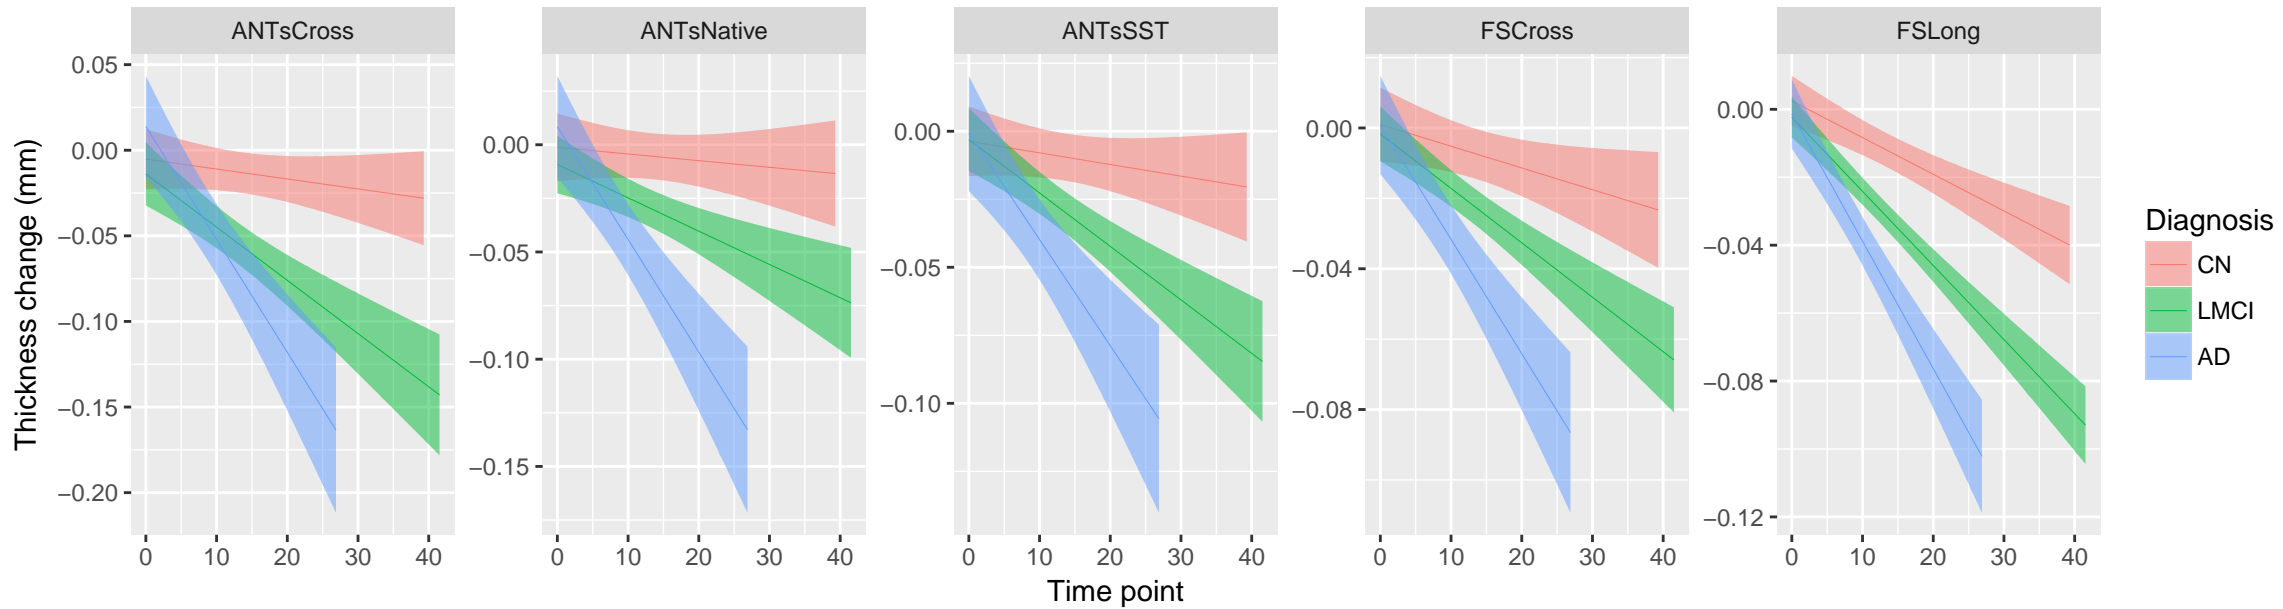 ANTsCross
ANTsNative
ANTsSST
FSCross
FSLong
Thickness change (mm)
0.05
0.00
−0.05
−0.10
−0.15
−0.20
0.00
−0.05
−0.10
−0.15
0.00
−0.05
−0.10
0.00
−0.04
−0.08
0.00
−0.04
−0.08
−0.12
0 10 20 30 40
0 10 20 30 40
0 10 20 30 40
0 10 20 30 40
0 10 20 30 40
Time point
Diagnosis
CN
LMCI
AD